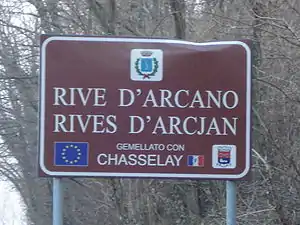 RIVE D'ARCANO
RIVES D'ARCJAN
GEMELLATO CON
CHASSELAY